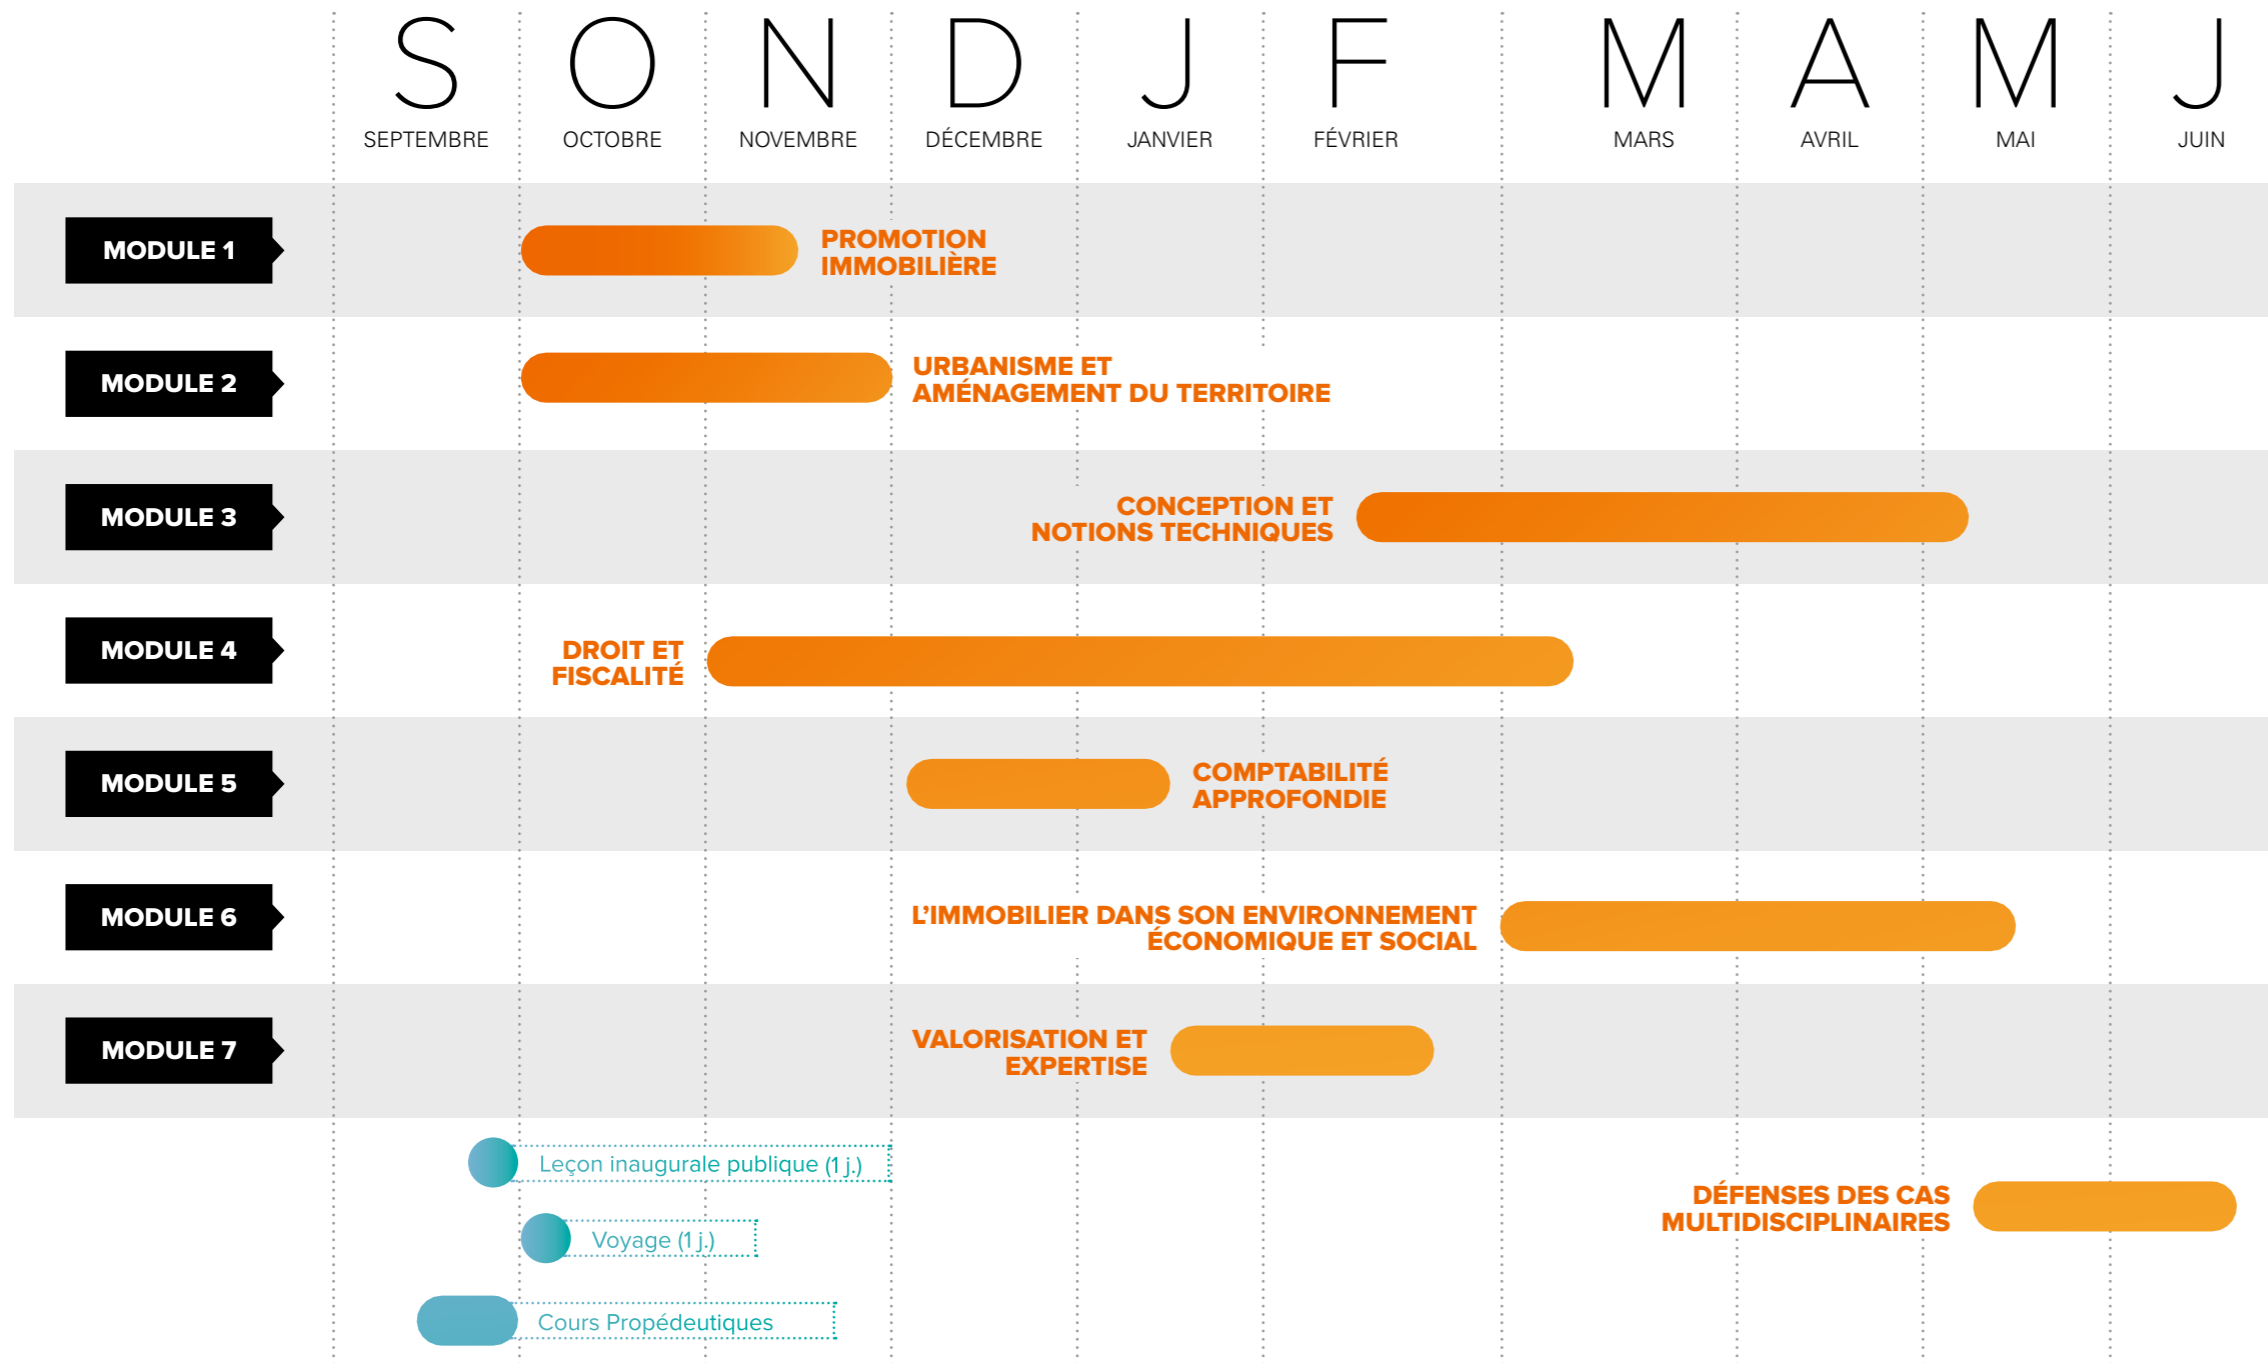 S O N D J F M A M J
SEPTEMBRE OCTOBRE NOVEMBRE DÉCEMBRE JANVIER FÉVRIER MARS AVRIL MAI JUIN
MODULE 1
PROMOTION
IMMOBILIÈRE
MODULE 2
URBANISME ET
AMÉNAGEMENT DU TERRITOIRE
MODULE 3
CONCEPTION ET
NOTIONS TECHNIQUES
MODULE 4
DROIT ET
FISCALITÉ
MODULE 5
COMPTABILITÉ
APPROFONDIE
MODULE 6
L’IMMOBILIER DANS SON ENVIRONNEMENT
ÉCONOMIQUE ET SOCIAL
MODULE 7
VALORISATION ET
EXPERTISE
Leçon inaugurale publique (1 j.)
DÉFENSES DES CAS
MULTIDISCIPLINAIRES
Voyage (1 j.)
Cours Propédeutiques